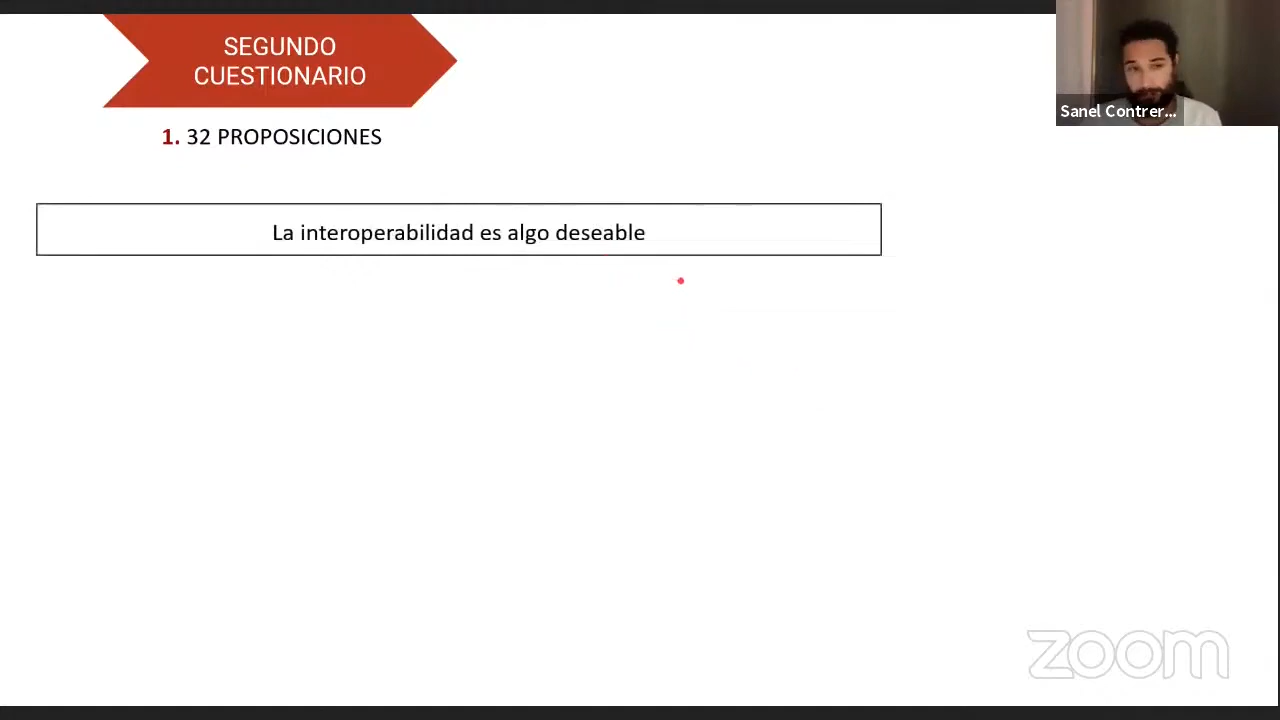 SEGUNDO
CUESTIONARIO
Sanel Contrer...
1. 32 PROPOSICIONES
La interoperabilidad es algo deseable
zoom